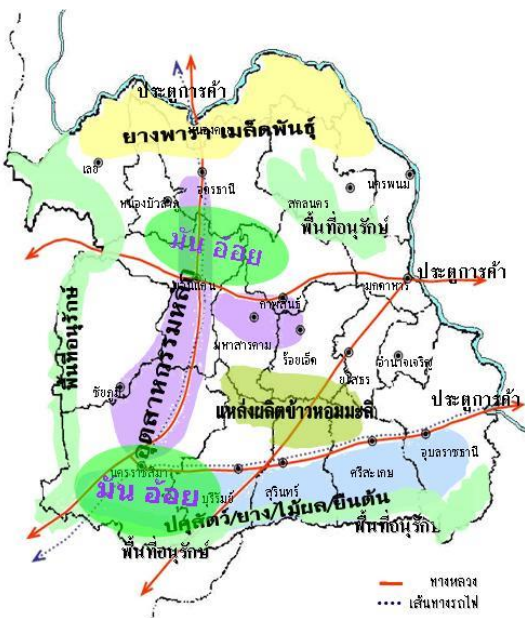 ประตูการค้า
ยางพารา เมล็ดพันธุ์
หนองคาย
เลย
อุดรธานี
หนองบัวลำภู
นครพนม
สกลนคร
พื้นที่อนุรักษ์
มัน อ้อย
ประตูการค้า
มุกดาหาร
ขอนแก่น
กาฬสินธุ์
พื้นที่อนุรักษ์
อุตสาหกรรมหลัก
มหาสารคาม
ร้อยเอ็ด
ยโสธร
อำนาจเจริญ
ชัยภูมิ
แหล่งผลิตข้าวหอมมะลิ
ประตูการค้า
นครราชสีมา
มัน อ้อย
บุรีรัมย์
สุรินทร์
ศรีสะเกษ
อุบลราชธานี
ปศุสัตว์/ยาง/ไม้ผล/ยืนต้น
พื้นที่อนุรักษ์
พื้นที่อนุรักษ์
ทางหลวง
เส้นทางรถไฟ